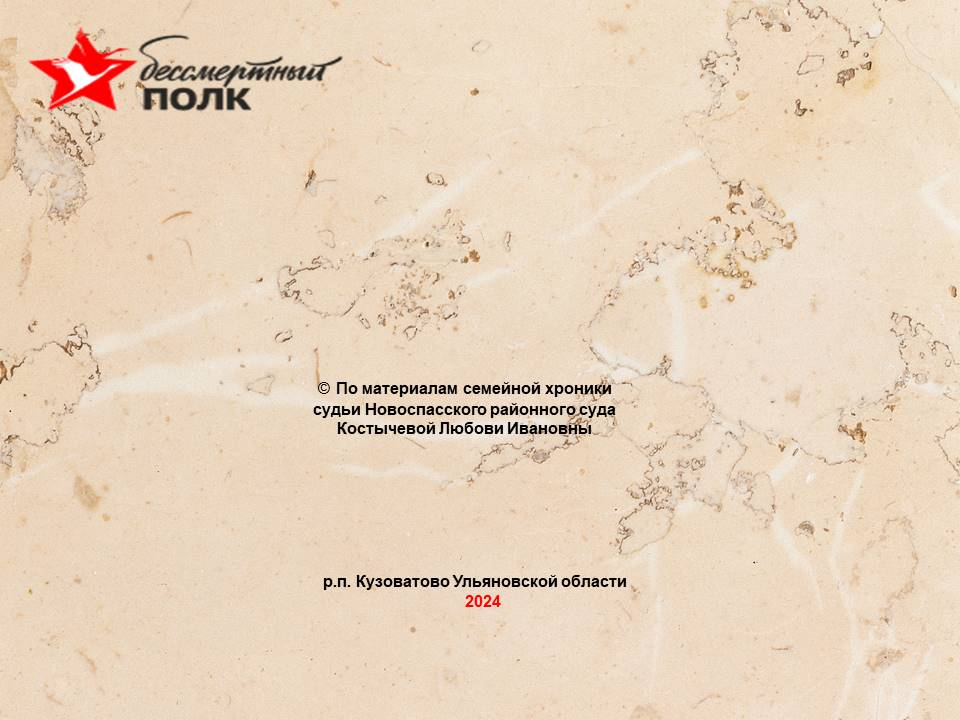 бессмертный
ПОЛК
© По материалам семейной хроники
судьи Новоспасского районного суда
Костычевой Любови Ивановны
р.п. Кузоватово Ульяновской области
2024